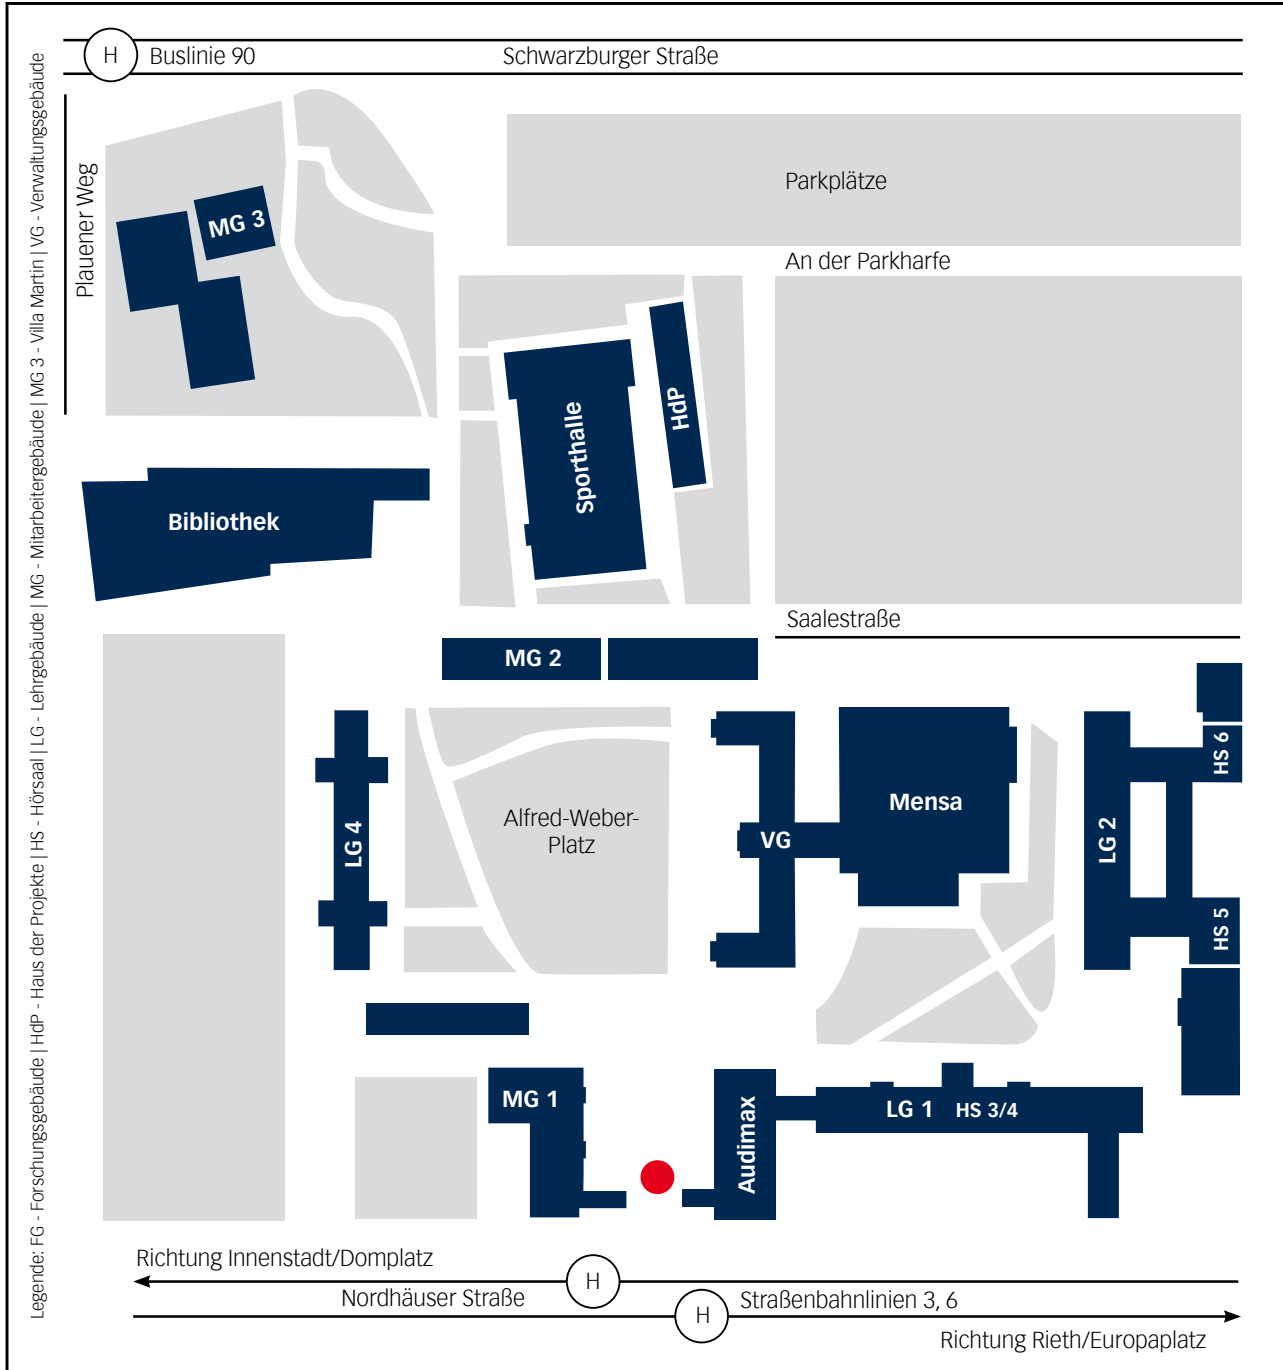 H
Buslinie 90
Schwarzburger Straße
Legende: FG - Forschungsgebäude | HdP - Haus der Projekte | HS - Hörsaal | LG - Lehrgebäude | MG - Mitarbeitergebäude | MG 3 - Villa Martin | VG - Verwaltungsgebäude
Plauener Weg
MG 3
Parkplätze
An der Parkharfe
HdP
Sporthalle
Bibliothek
Saalestraße
MG 2
HS 6
Mensa
Alfred-Weber-
Platz
LG 4
VG
LG 2
HS 5
MG 1
Audimax
LG 1
HS 3/4
Richtung Innenstadt/Domplatz
H
Nordhäuser Straße
H
Straßenbahnlinien 3, 6
Richtung Rieth/Europaplatz